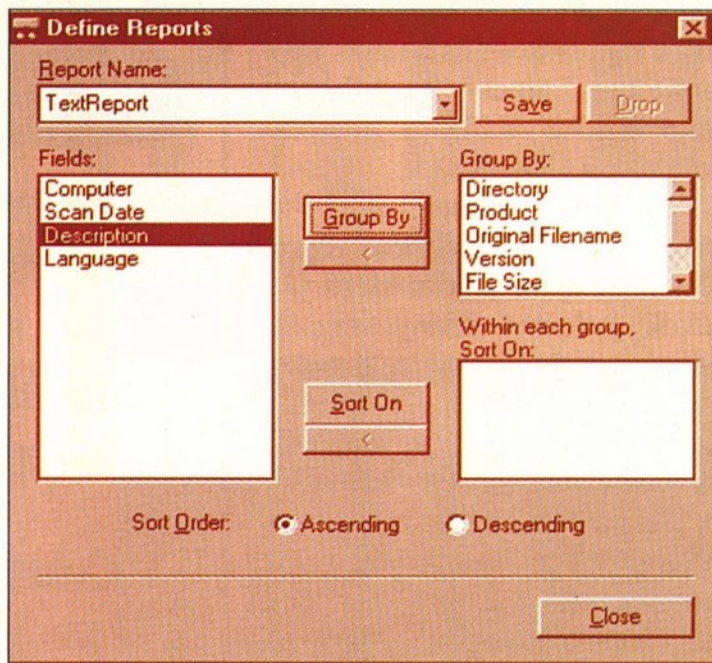 Define Reports
Report Name:
TextReport
Save
Drop
Fields:
Computer
Scan Date
Description
Language
Group By
<
Group By:
Directory
Product
Original Filename
Version
File Size
Within each group,
Sort On:
Sort On
<
Sort Order:
Ascending
Descending
Close